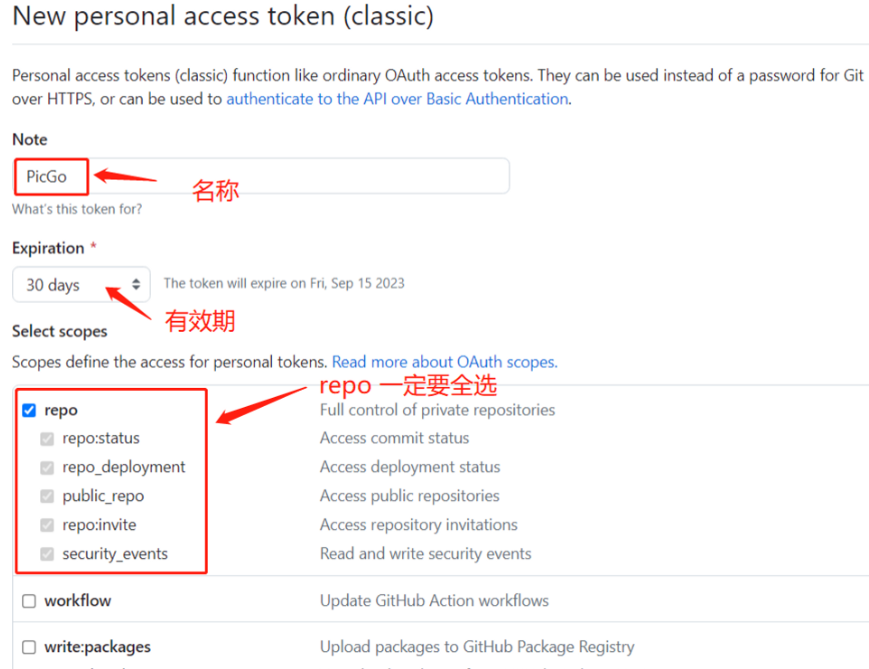 New personal access token (classic)
Personal access tokens (classic) function like ordinary OAuth access tokens. They can be used instead of a password for Git
over HTTPS, or can be used to authenticate to the API over Basic Authentication.
Note
PicGo
名称
What's this token for?
Expiration *
30 days
The token will expire on Fri, Sep 15 2023
有效期
Select scopes
Scopes define the access for personal tokens. Read more about OAuth scopes.
repo 一定要全选
repo Full control of private repositories
repo:status Access commit status
repo_deployment Access deployment status
public_repo Access public repositories
repo:invite Access repository invitations
security_events Read and write security events
workflow Update GitHub Action workflows
write:packages Upload packages to GitHub Package Registry